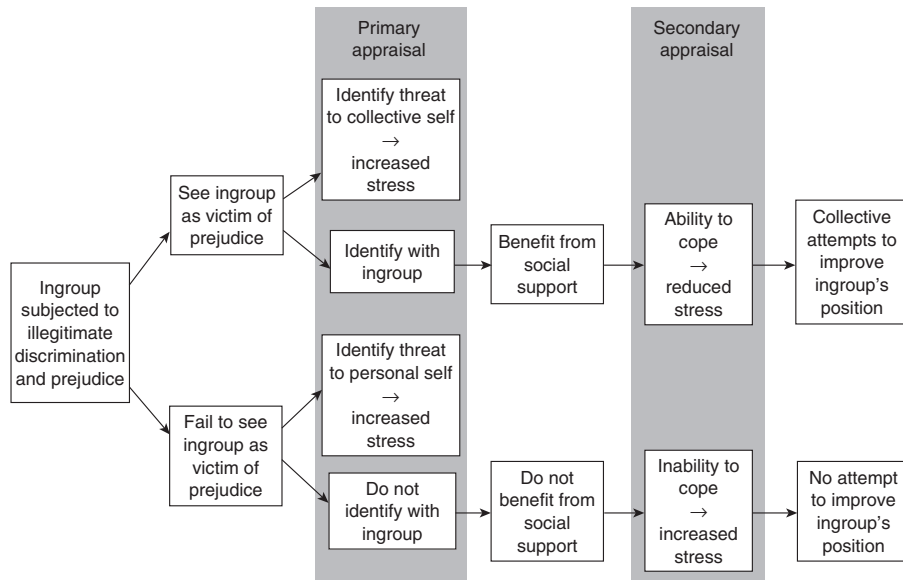 Primary
appraisal
Secondary
appraisal
Identify threat
to collective self
→
increased
stress
See ingroup
as victim of
prejudice
Identify with
ingroup
Benefit from
social
support
Ability to
cope
→
reduced
stress
Collective
attempts to
improve
ingroup's
position
Ingroup
subjected to
illegitimate
discrimination
and prejudice
Identify threat
to personal self
→
increased
stress
Fail to see
ingroup as
victim of
prejudice
Do not
identify with
ingroup
Do not
benefit from
social
support
Inability to
cope
→
increased
stress
No attempt
to improve
ingroup's
position